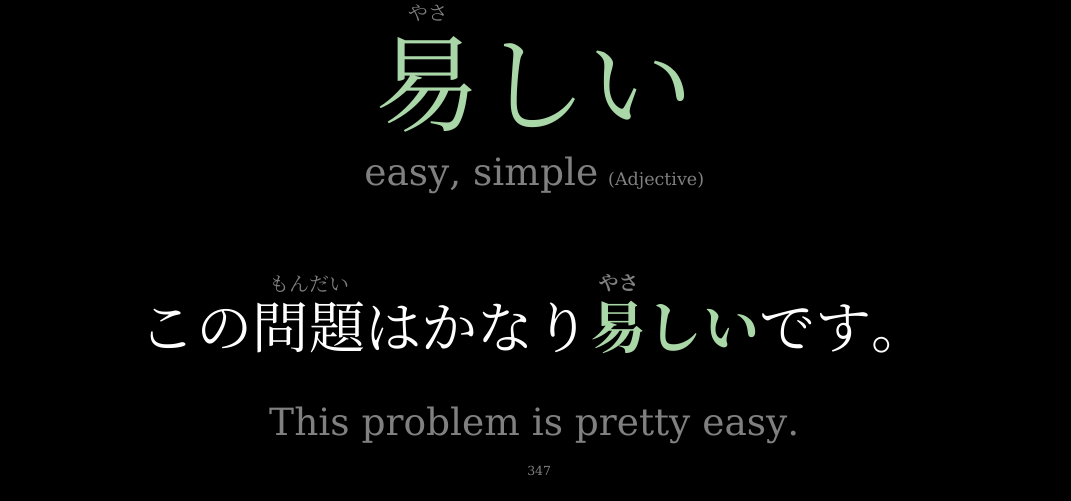 やさ
易しい
easy, simple (Adjective)
もんだい やさ
この問題はかなり易しいです。
This problem is pretty easy.
347